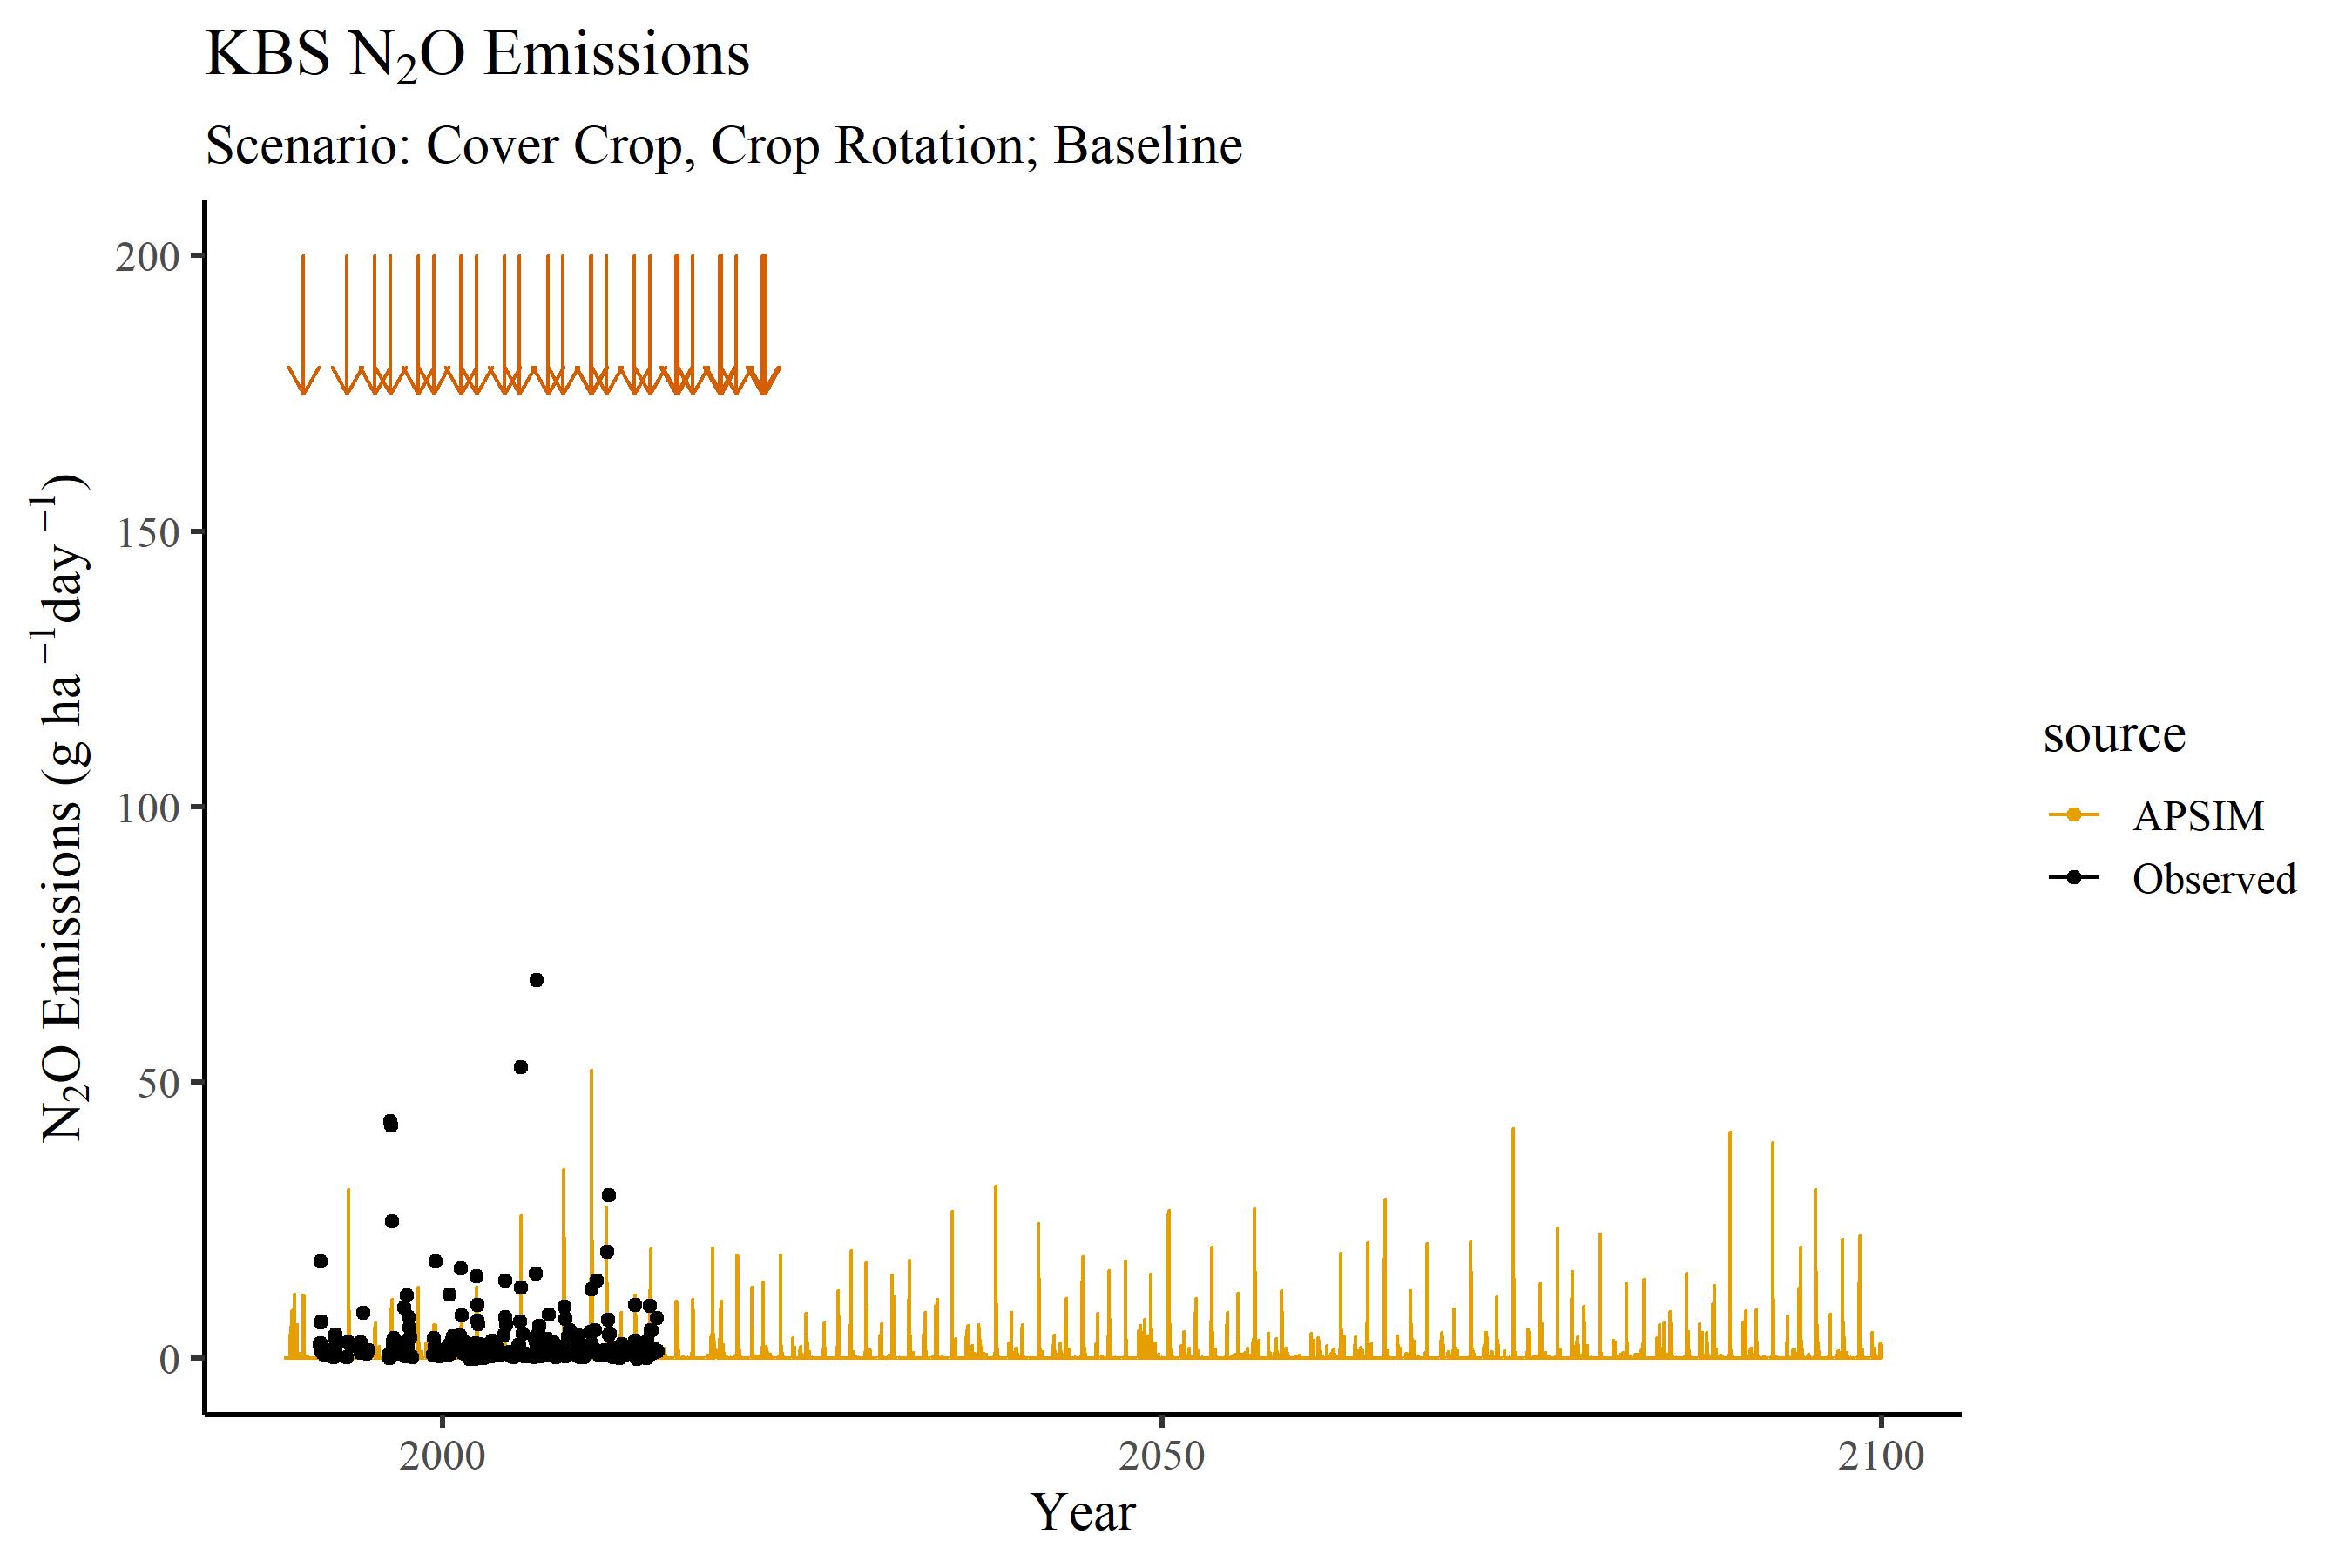 KBS N₂O Emissions
Scenario: Cover Crop, Crop Rotation; Baseline
N₂O Emissions (g ha ⁻¹day ⁻¹)
200
150
100
50
0
2000
2050
2100
Year
source
APSIM
Observed